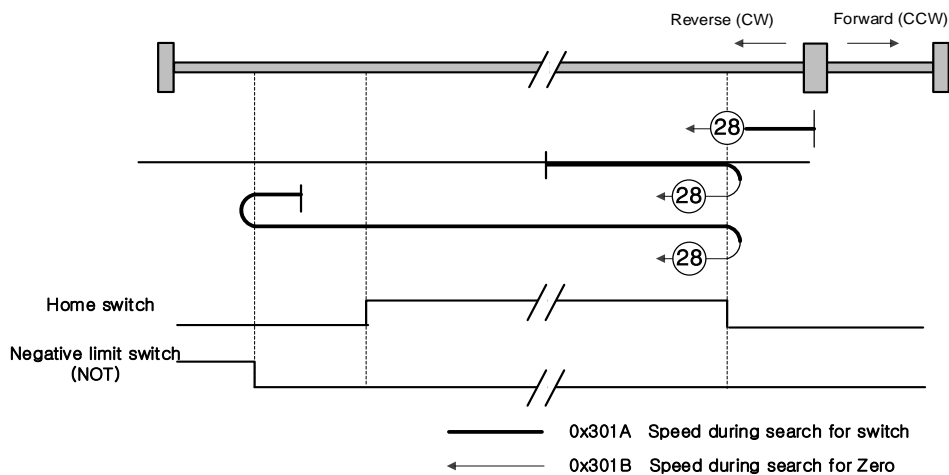 Reverse (CW)
Forward (CCW)
28
28
28
Home switch
Negative limit switch
(NOT)
0x301A Speed during search for switch
0x301B Speed during search for Zero